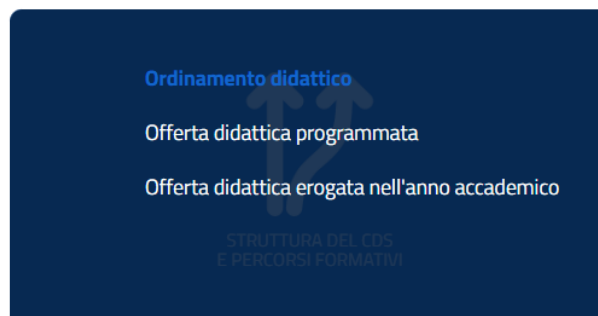 Ordinamento didattico
Offerta didattica programmata
Offerta didattica erogata nell'anno accademico
STRUTTURA DEL CDS
E PERCORSI FORMATIVI